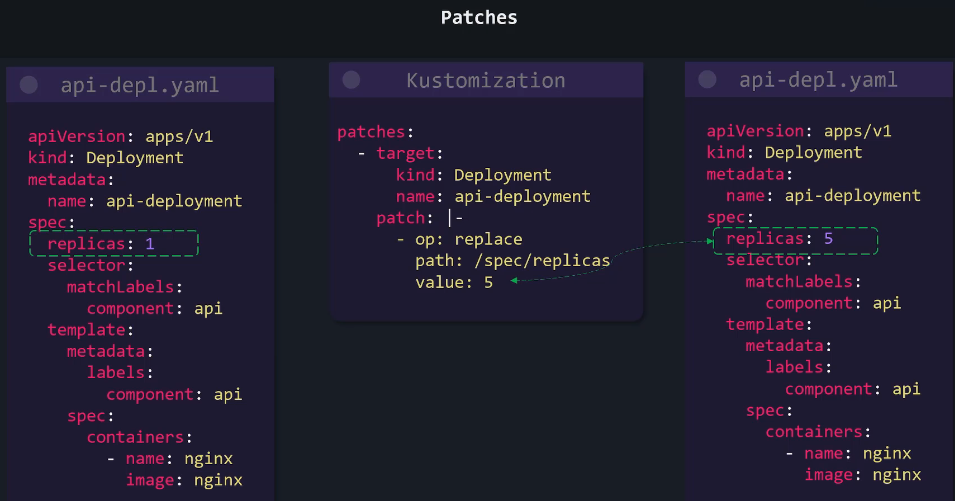 Patches
api-depl.yaml
apiVersion: apps/v1
kind: Deployment
metadata:
  name: api-deployment
spec:
  replicas: 1
  selector:
    matchLabels:
      component: api
  template:
    metadata:
      labels:
        component: api
    spec:
      containers:
        - name: nginx
          image: nginx
Kustomization
patches:
  - target:
      kind: Deployment
      name: api-deployment
    patch: |-
      - op: replace
        path: /spec/replicas
        value: 5
api-depl.yaml
apiVersion: apps/v1
kind: Deployment
metadata:
  name: api-deployment
spec:
  replicas: 5
  selector:
    matchLabels:
      component: api
  template:
    metadata:
      labels:
        component: api
    spec:
      containers:
        - name: nginx
          image: nginx